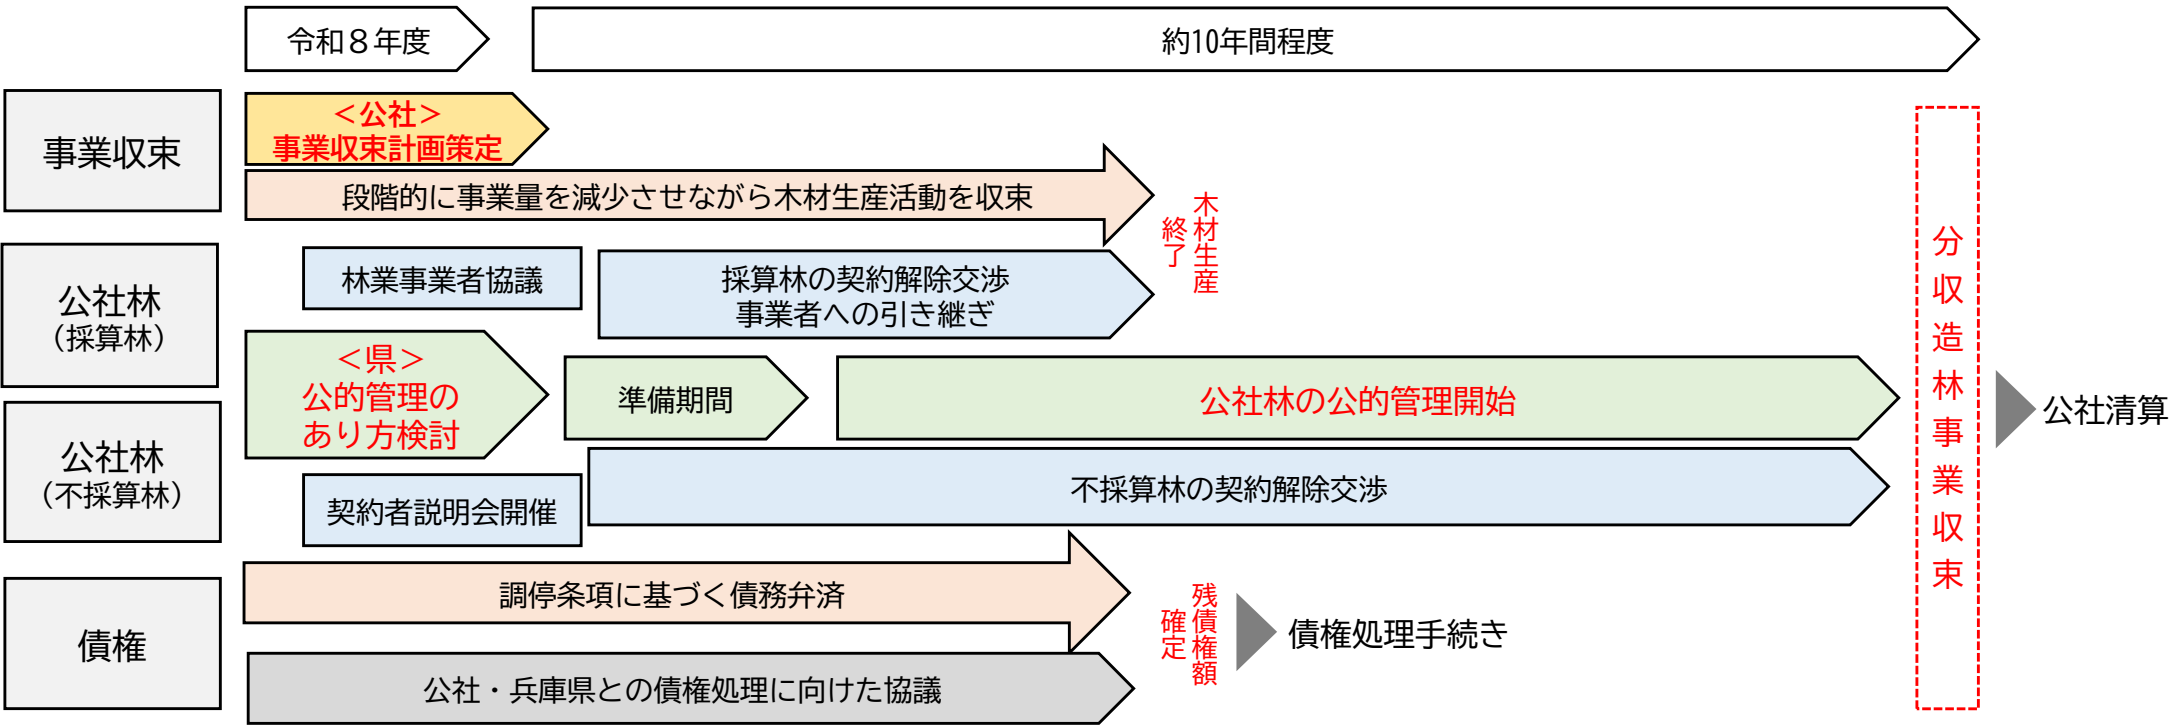 令和８年度
約10年間程度
事業収束
＜公社＞
事業収束計画策定
段階的に事業量を減少させながら木材生産活動を収束
木材生産
終了
公社林
（採算林）
林業事業者協議
採算林の契約解除交渉
事業者への引き継ぎ
＜県＞
公的管理の
あり方検討
準備期間
公社林の公的管理開始
公社林
（不採算林）
契約者説明会開催
不採算林の契約解除交渉
債権
調停条項に基づく債務弁済
公社・兵庫県との債権処理に向けた協議
残債権額
確定
債権処理手続き
分収造林事業収束
公社清算